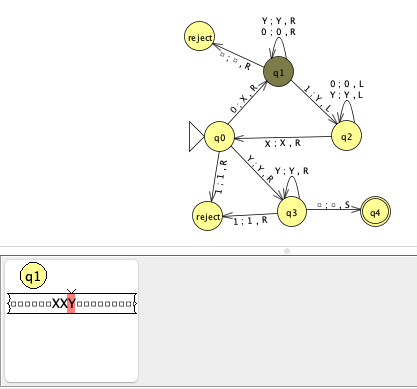 Y;Y,R
0;0,R
reject
□;□,R
q1
0;X,R
1;Y,L
0;0,L
Y;Y,L
q0
X;X,R
q2
1;1,R
Y;Y,R
Y;Y,R
reject
1;1,R
q3
□;□,S
q4
q1
□□□□□□XXY□□□□□□□□